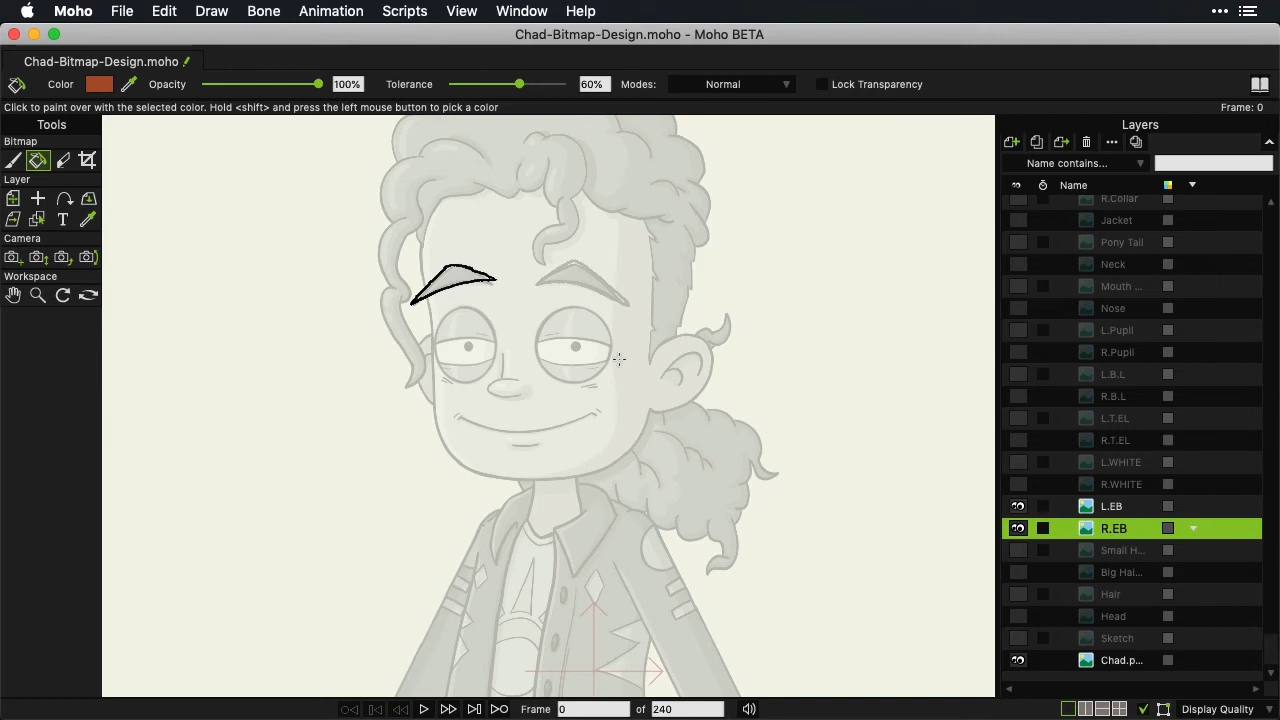 Moho File Edit Draw Bone Animation Scripts View Window Help
Chad-Bitmap-Design.moho - Moho BETA
Chad-Bitmap-Design.moho
Color Opacity 100% Tolerance 60% Modes: Normal Lock Transparency
Click to paint over with the selected color. Hold <shift> and press the left mouse button to pick a color Frame: 0
Tools
Bitmap
Layer
Camera
Workspace
Layers
Name contains...
Name
R.Collar
Jacket
Pony Tail
Neck
Mouth ...
Nose
L.Pupil
R.Pupil
L.B.L
R.B.L
L.T.EL
R.T.EL
L.WHITE
R.WHITE
L.EB
R.EB
Small H...
Big Hai...
Hair
Head
Sketch
Chad.p...
Frame 0 of 240 Display Quality